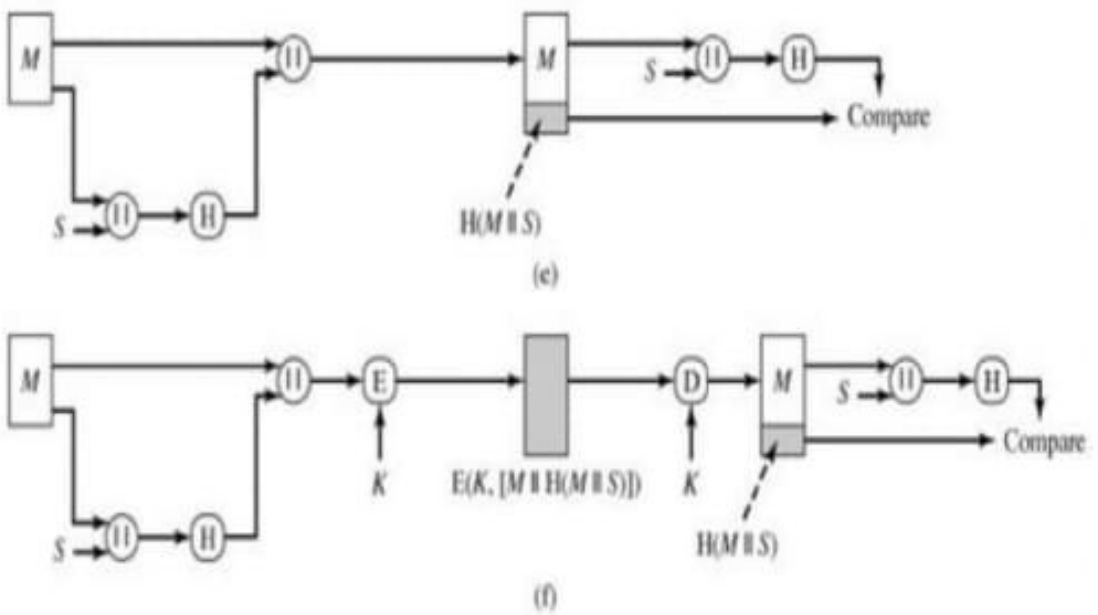 M || M || H
S Compare
S || H
H(M || S)
(e)
M || E D M || H
S Compare
K E(K, [M || H(M || S)]) K
S || H H(M || S)
(f)